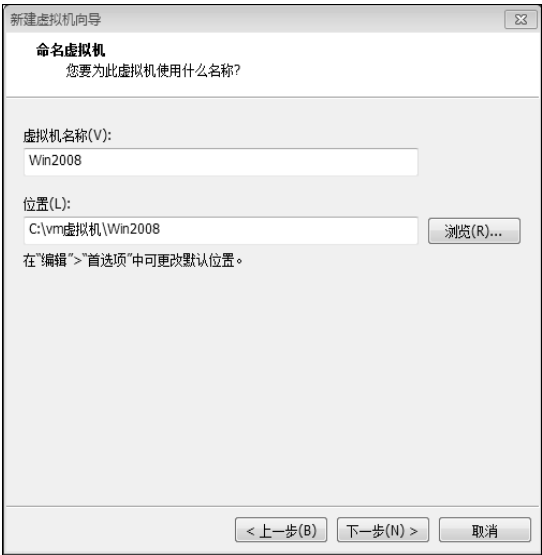 新建虚拟机向导
命名虚拟机
您要为此虚拟机使用什么名称?
虚拟机名称(V):
Win2008
位置(L):
C:\vm虚拟机\Win2008
浏览(R)...
在"编辑">"首选项"中可更改默认位置。
< 上一步(B) 下一步(N) > 取消